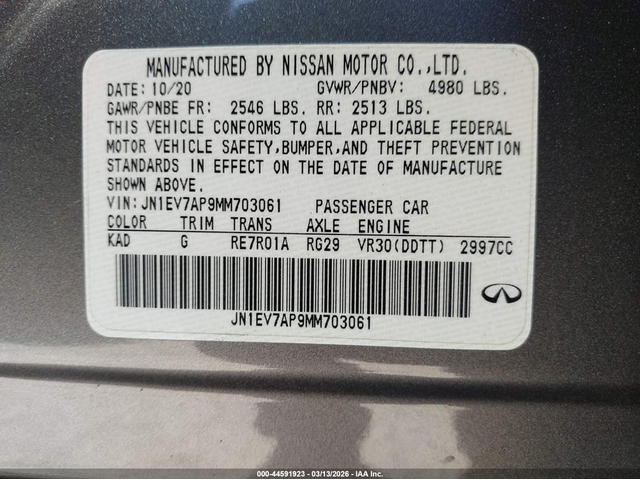 MANUFACTURED BY NISSAN MOTOR CO.,LTD.
DATE: 10/20 GVWR/PNBV: 4980 LBS.
GAWR/PNBE FR: 2546 LBS. RR: 2513 LBS.
THIS VEHICLE CONFORMS TO ALL APPLICABLE FEDERAL
MOTOR VEHICLE SAFETY,BUMPER,AND THEFT PREVENTION
STANDARDS IN EFFECT ON THE DATE OF MANUFACTURE
SHOWN ABOVE.
VIN: JN1EV7AP9MM703061 PASSENGER CAR
COLOR TRIM TRANS AXLE ENGINE
KAD G RE7R01A RG29 VR30(DDTT) 2997CC
JN1EV7AP9MM703061
000-44591923 | 03/13/2026 | IAA Inc.